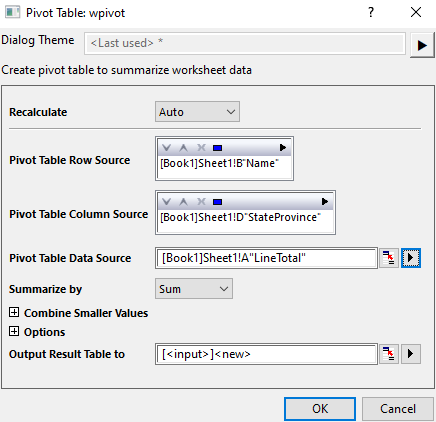 Pivot Table: wpivot
Dialog Theme <Last used> *
Create pivot table to summarize worksheet data
Recalculate Auto
Pivot Table Row Source [Book1]Sheet1!B"Name"
Pivot Table Column Source [Book1]Sheet1!D"StateProvince"
Pivot Table Data Source [Book1]Sheet1!A"LineTotal"
Summarize by Sum
Combine Smaller Values
Options
Output Result Table to [<input>]<new>
OK Cancel